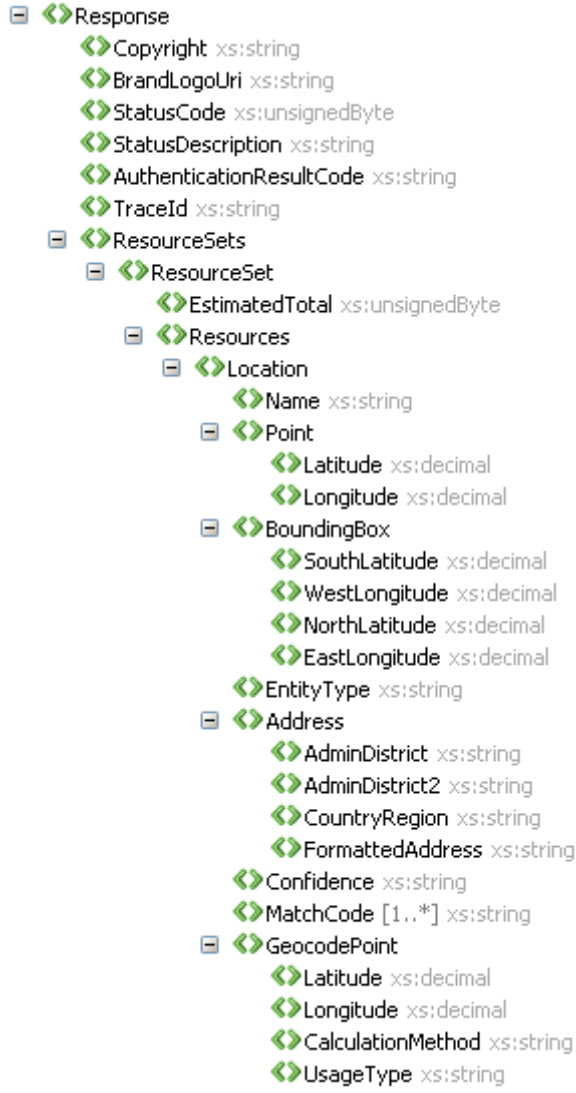 Response
Copyright xs:string
BrandLogoUri xs:string
StatusCode xs:unsignedByte
StatusDescription xs:string
AuthenticationResultCode xs:string
TraceId xs:string
ResourceSets
ResourceSet
EstimatedTotal xs:unsignedByte
Resources
Location
Name xs:string
Point
Latitude xs:decimal
Longitude xs:decimal
BoundingBox
SouthLatitude xs:decimal
WestLongitude xs:decimal
NorthLatitude xs:decimal
EastLongitude xs:decimal
EntityType xs:string
Address
AdminDistrict xs:string
AdminDistrict2 xs:string
CountryRegion xs:string
FormattedAddress xs:string
Confidence xs:string
MatchCode [1..*] xs:string
GeocodePoint
Latitude xs:decimal
Longitude xs:decimal
CalculationMethod xs:string
UsageType xs:string